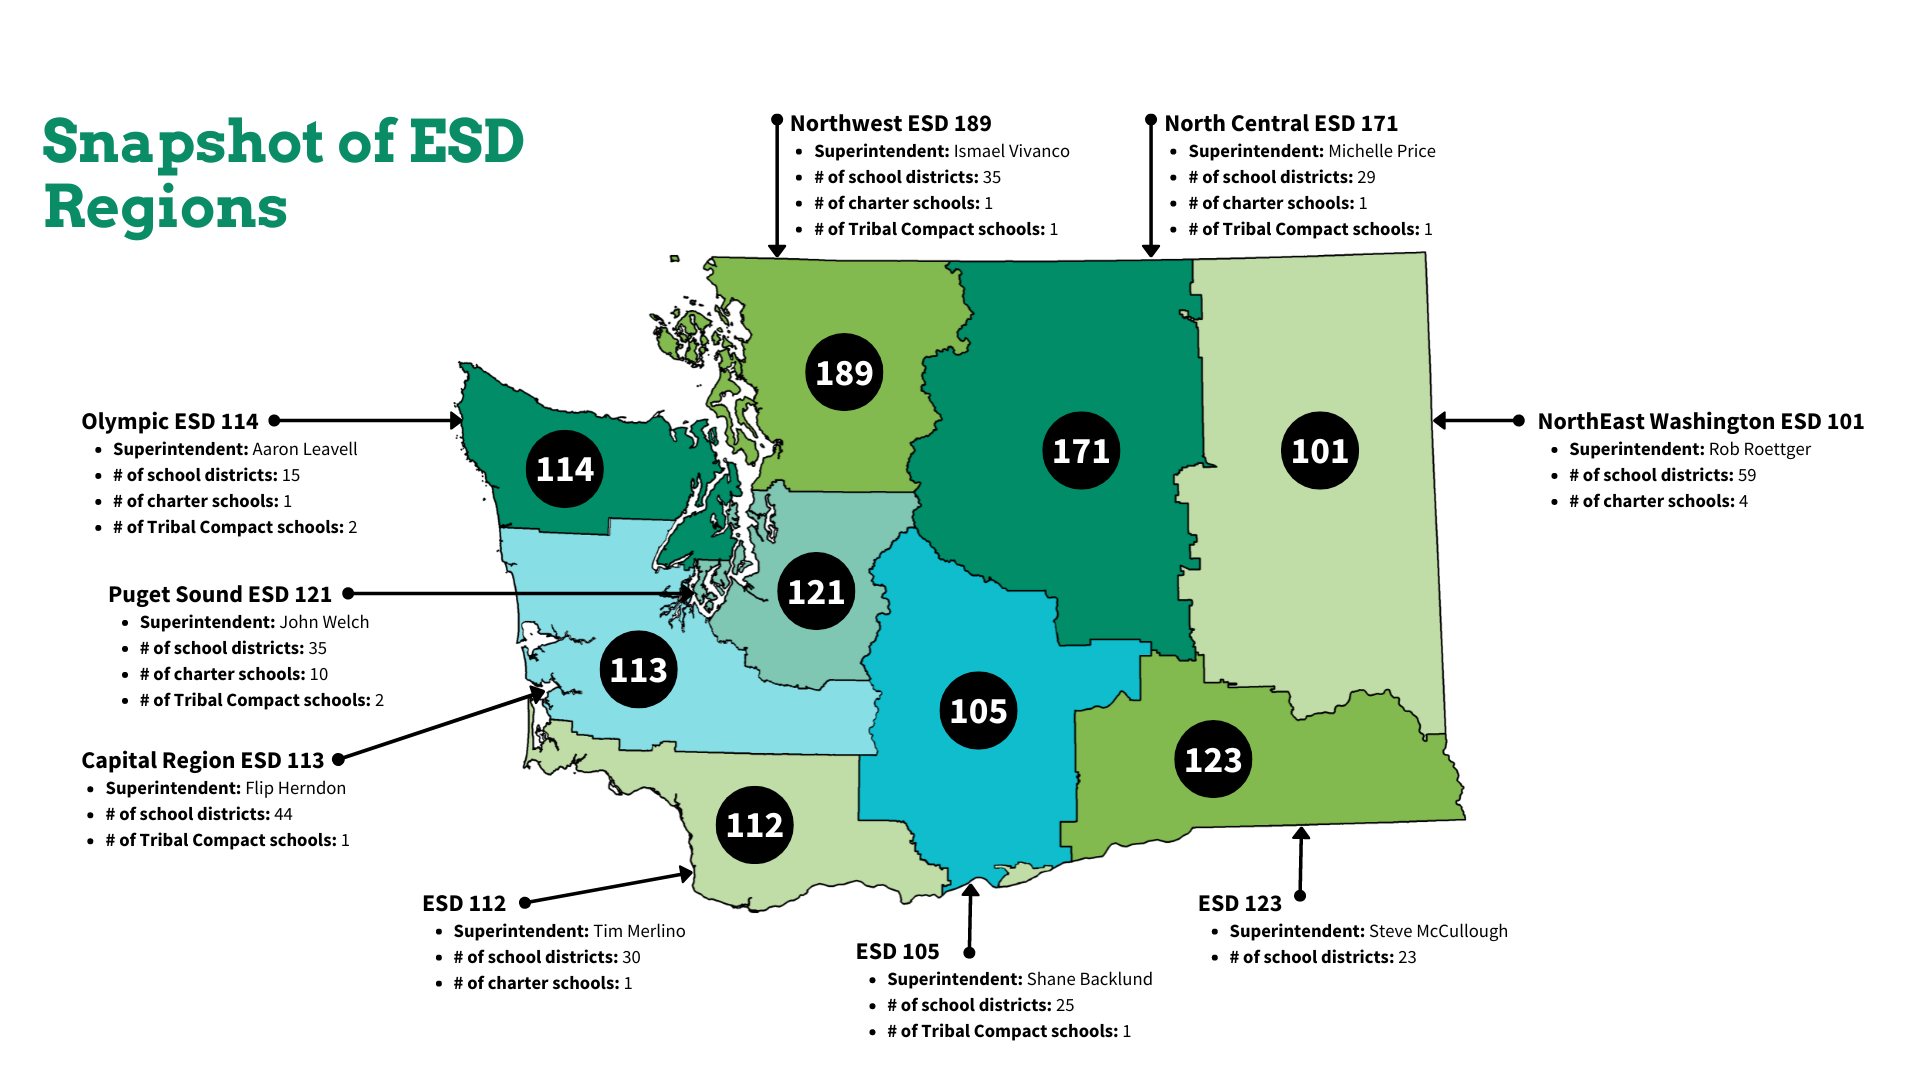 Snapshot of ESD
Regions
Northwest ESD 189
• Superintendent: Ismael Vivanco
• # of school districts: 35
• # of charter schools: 1
• # of Tribal Compact schools: 1
North Central ESD 171
• Superintendent: Michelle Price
• # of school districts: 29
• # of charter schools: 1
• # of Tribal Compact schools: 1
Olympic ESD 114
• Superintendent: Aaron Leavell
• # of school districts: 15
• # of charter schools: 1
• # of Tribal Compact schools: 2
NorthEast Washington ESD 101
• Superintendent: Rob Roettger
• # of school districts: 59
• # of charter schools: 4
Puget Sound ESD 121
• Superintendent: John Welch
• # of school districts: 35
• # of charter schools: 10
• # of Tribal Compact schools: 2
Capital Region ESD 113
• Superintendent: Flip Herndon
• # of school districts: 44
• # of Tribal Compact schools: 1
189
114
171
101
121
113
105
123
112
ESD 112
• Superintendent: Tim Merlino
• # of school districts: 30
• # of charter schools: 1
ESD 105
• Superintendent: Shane Backlund
• # of school districts: 25
• # of Tribal Compact schools: 1
ESD 123
• Superintendent: Steve McCullough
• # of school districts: 23